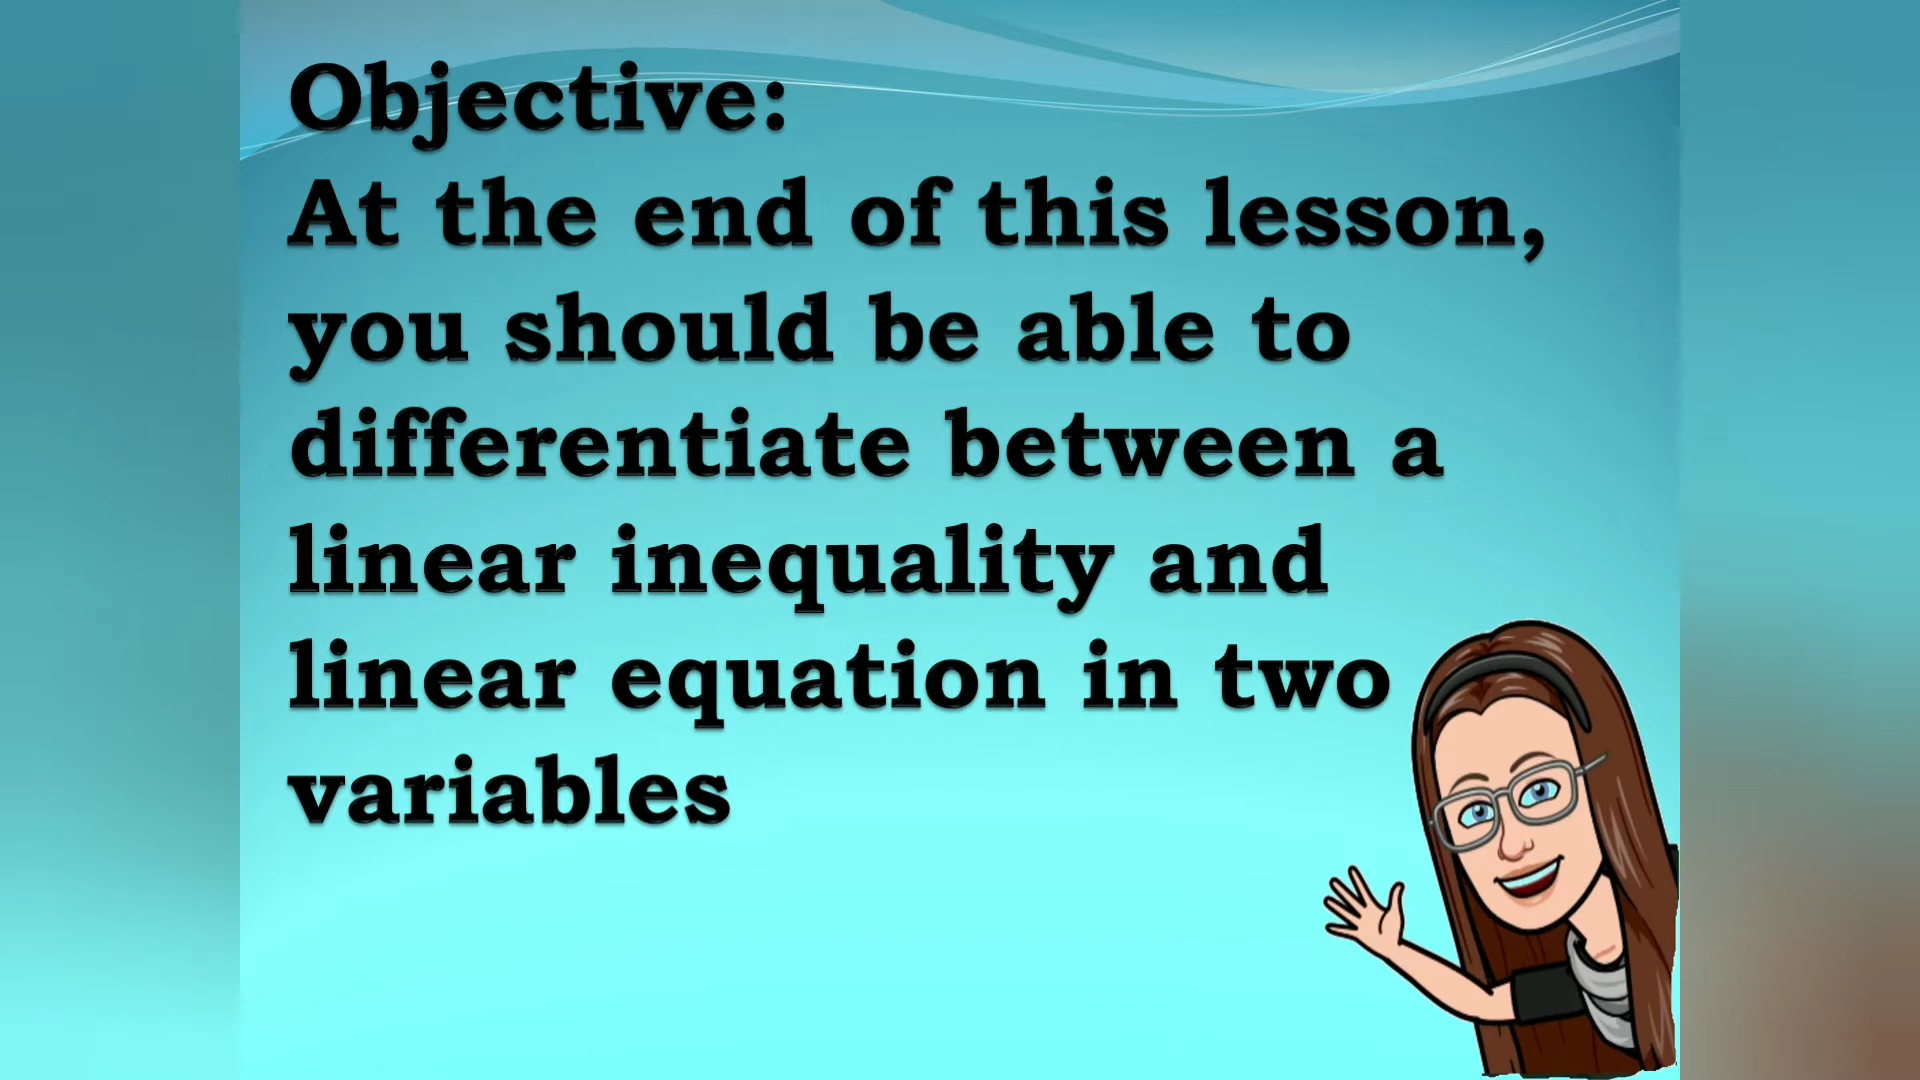 Objective:
At the end of this lesson,
you should be able to
differentiate between a
linear inequality and
linear equation in two
variables